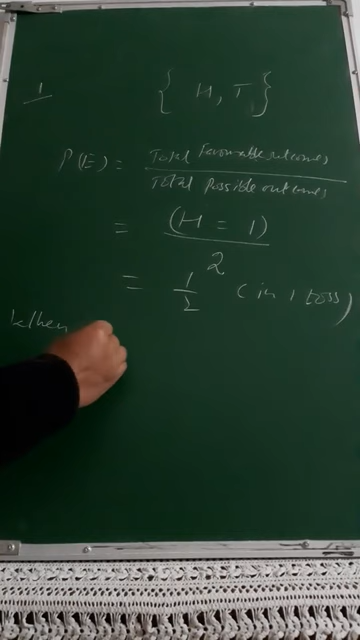 1 { H, T }
P(E) = Total Favourable outcomes
Total Possible outcomes
= (H = 1)
2
= 1/2 (in 1 toss)
When